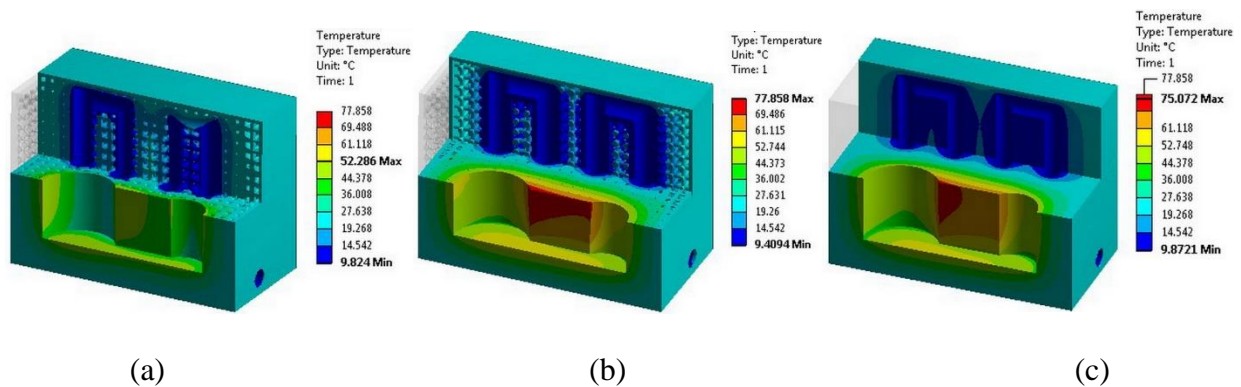 Temperature
Type: Temperature
Unit: °C
Time: 1
77.858
69.488
61.118
52.286 Max
44.378
36.008
27.638
19.268
14.542
9.824 Min
Temperature
Type: Temperature
Unit: °C
Time: 1
77.858 Max
69.486
61.115
52.744
44.373
36.002
27.631
19.26
14.542
9.4094 Min
Temperature
Type: Temperature
Unit: °C
Time: 1
77.858
75.072 Max
61.118
52.748
44.378
36.008
27.638
19.268
14.542
9.8721 Min
(a)
(b)
(c)